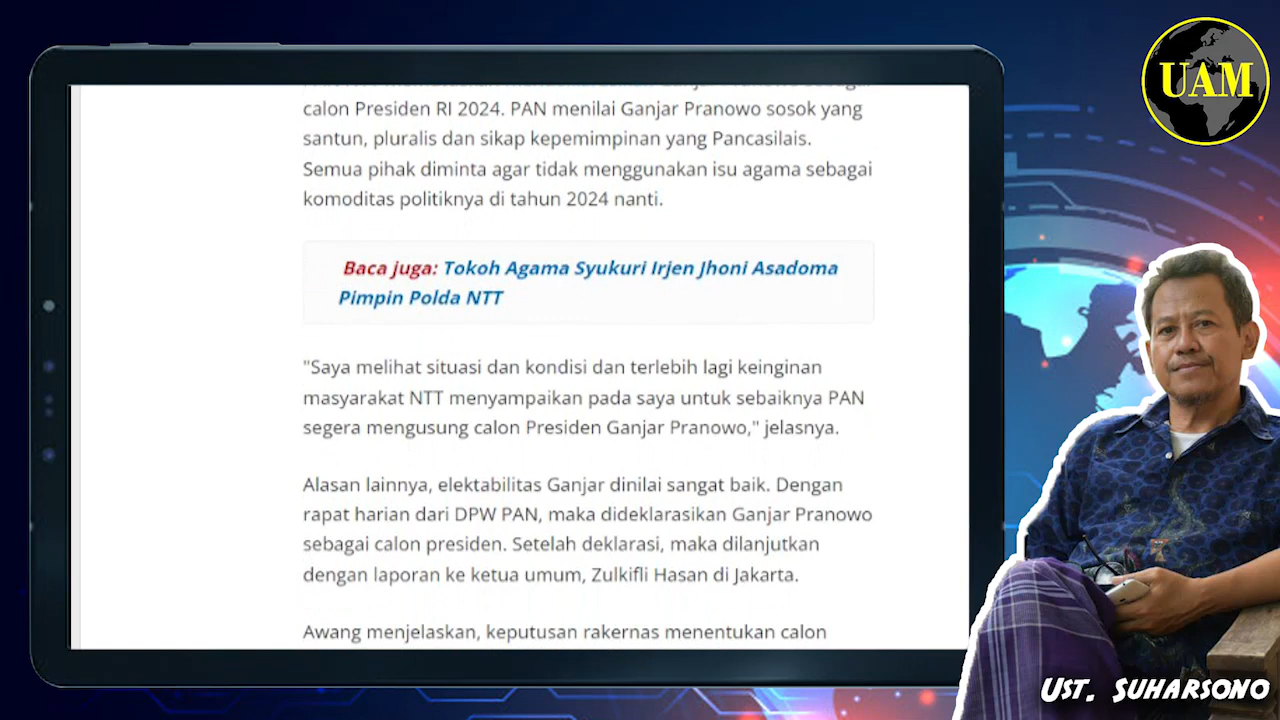 calon Presiden RI 2024. PAN menilai Ganjar Pranowo sosok yang
santun, pluralis dan sikap kepemimpinan yang Pancasilais.
Semua pihak diminta agar tidak menggunakan isu agama sebagai
komoditas politiknya di tahun 2024 nanti.
Baca juga: Tokoh Agama Syukuri Irjen Jhoni Asadoma
Pimpin Polda NTT
"Saya melihat situasi dan kondisi dan terlebih lagi keinginan
masyarakat NTT menyampaikan pada saya untuk sebaiknya PAN
segera mengusung calon Presiden Ganjar Pranowo," jelasnya.
Alasan lainnya, elektabilitas Ganjar dinilai sangat baik. Dengan
rapat harian dari DPW PAN, maka dideklarasikan Ganjar Pranowo
sebagai calon presiden. Setelah deklarasi, maka dilanjutkan
dengan laporan ke ketua umum, Zulkifli Hasan di Jakarta.
Awang menjelaskan, keputusan rakernas menentukan calon
UAM
UST. SUHARSONO